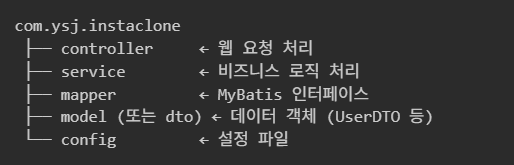 com.ysj.instaclone
├── controller ← 웹 요청 처리
├── service ← 비즈니스 로직 처리
├── mapper ← MyBatis 인터페이스
├── model (또는 dto) ← 데이터 객체 (UserDTO 등)
└── config ← 설정 파일